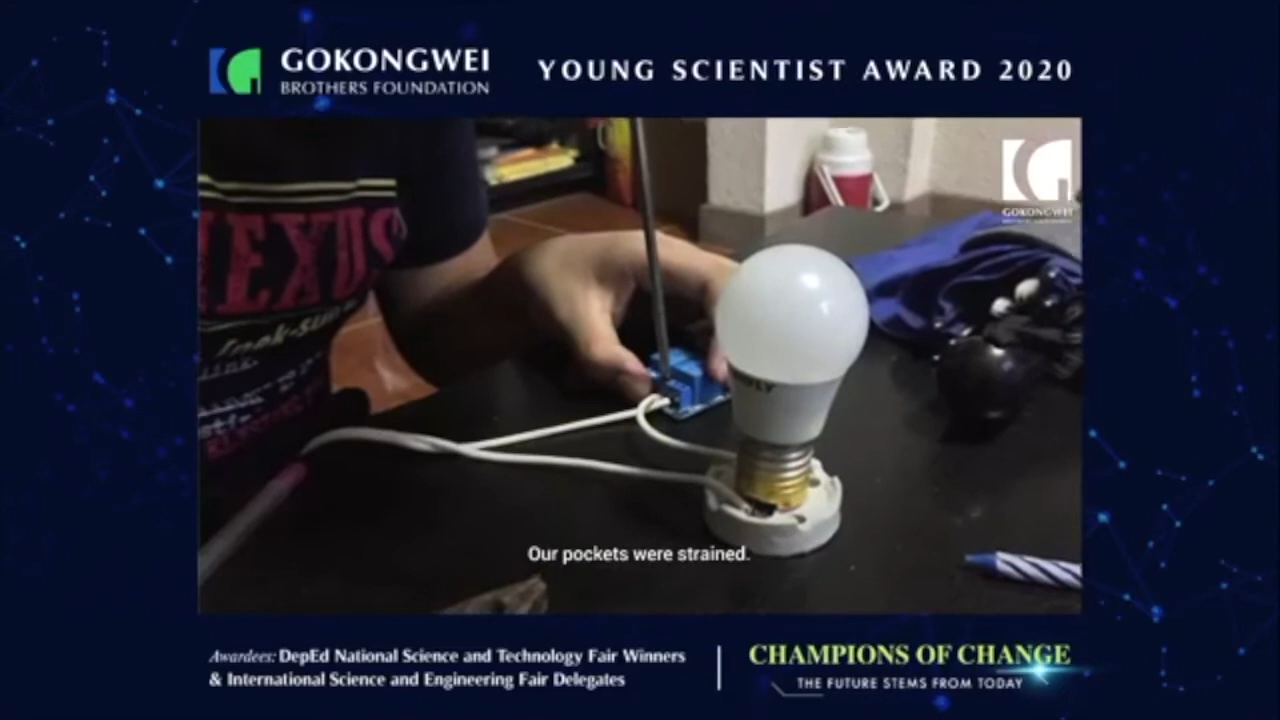 GOKONGWEI
BROTHERS FOUNDATION
YOUNG SCIENTIST AWARD 2020
GOKONGWEI
NEXUS
Our pockets were strained.
Awardees: DepEd National Science and Technology Fair Winners
& International Science and Engineering Fair Delegates
CHAMPIONS OF CHANGE
THE FUTURE STEMS FROM TODAY